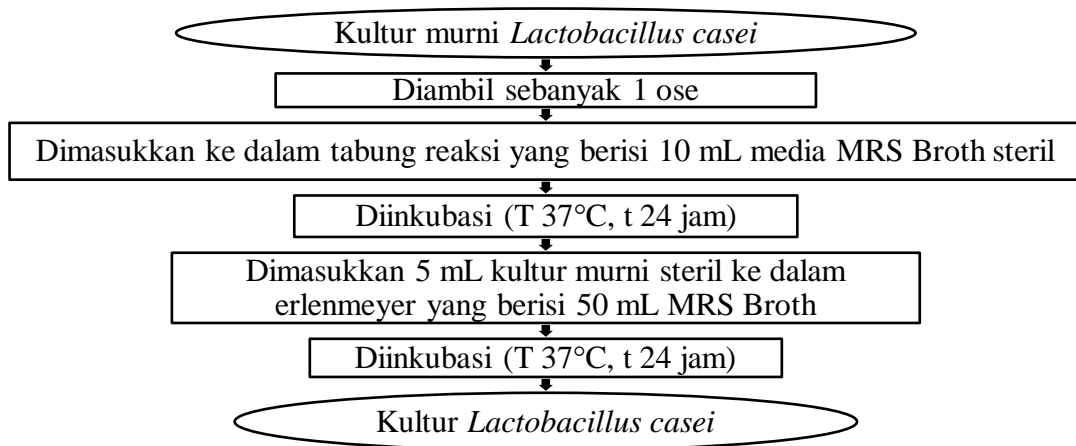 Kultur murni Lactobacillus casei
Diambil sebanyak 1 ose
Dimasukkan ke dalam tabung reaksi yang berisi 10 mL media MRS Broth steril
Diinkubasi (T 37°C, t 24 jam)
Dimasukkan 5 mL kultur murni steril ke dalam
erlenmeyer yang berisi 50 mL MRS Broth
Diinkubasi (T 37°C, t 24 jam)
Kultur Lactobacillus casei